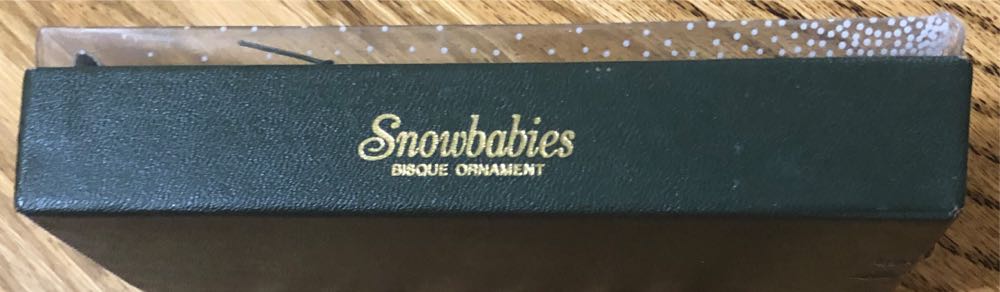 Snowbabies
BISQUE ORNAMENT